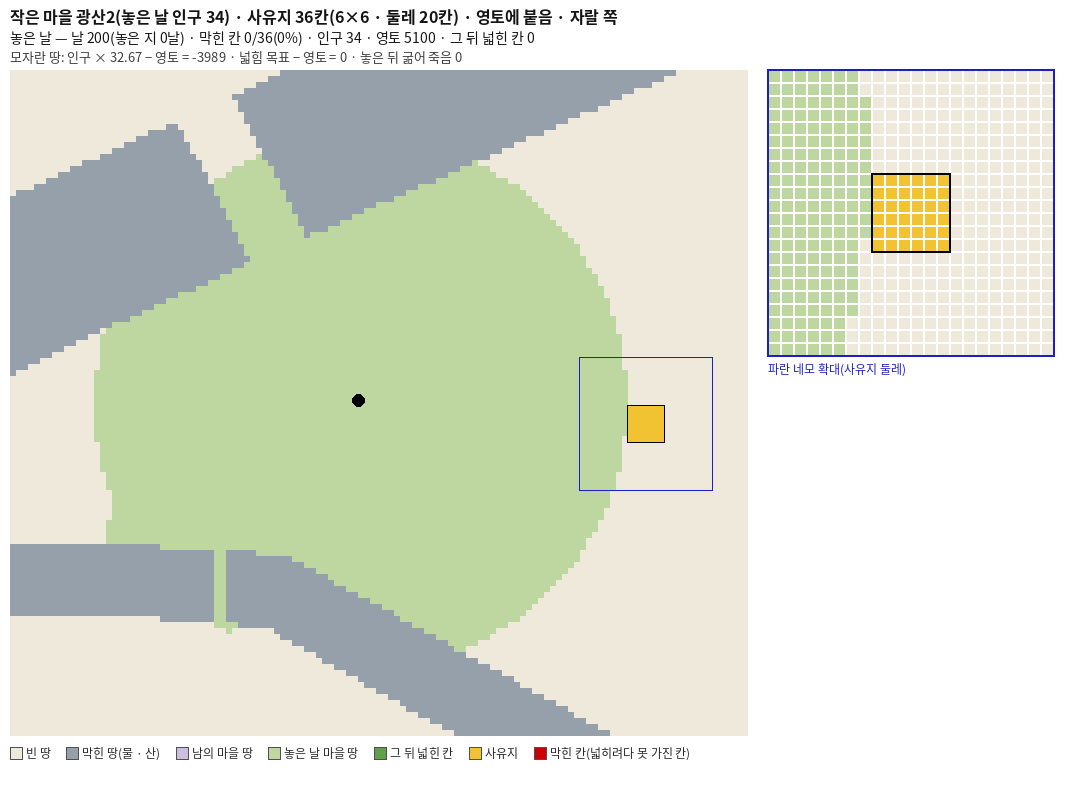 작은 마을 광산2(놓은 날 인구 34) · 사유지 36칸(6×6 · 둘레 20칸) · 영토에 붙음 · 자랄 쪽
놓은 날 — 날 200(놓은 지 0날) · 막힌 칸 0/36(0%) · 인구 34 · 영토 5100 · 그 뒤 넓힌 칸 0
모자란 땅: 인구 × 32.67 − 영토 = -3989 · 넓힘 목표 − 영토 = 0 · 놓은 뒤 굶어 죽음 0
파란 네모 확대(사유지 둘레)
빈 땅 막힌 땅(물 · 산) 남의 마을 땅 놓은 날 마을 땅 그 뒤 넓힌 칸 사유지 막힌 칸(넓히려다 못 가진 칸)